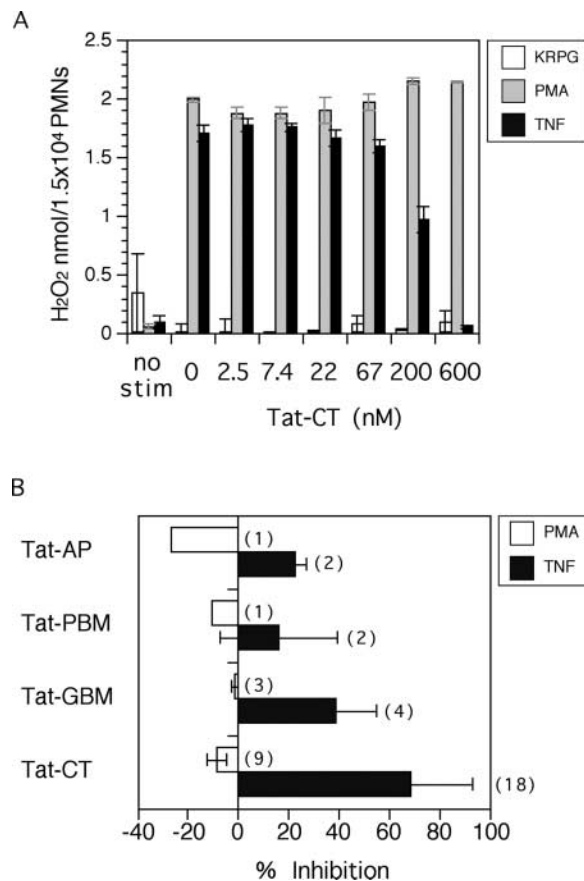 A
H₂O₂ nmol/1.5x10⁴ PMNs
2.5
2
1.5
1
0.5
0
no stim 0 2.5 7.4 22 67 200 600
Tat-CT (nM)
KRPG
PMA
TNF
B
PMA
TNF
Tat-AP (1)
(2)
Tat-PBM (1)
(2)
Tat-GBM (3)
(4)
Tat-CT (9)
(18)
-40 -20 0 20 40 60 80 100
% Inhibition